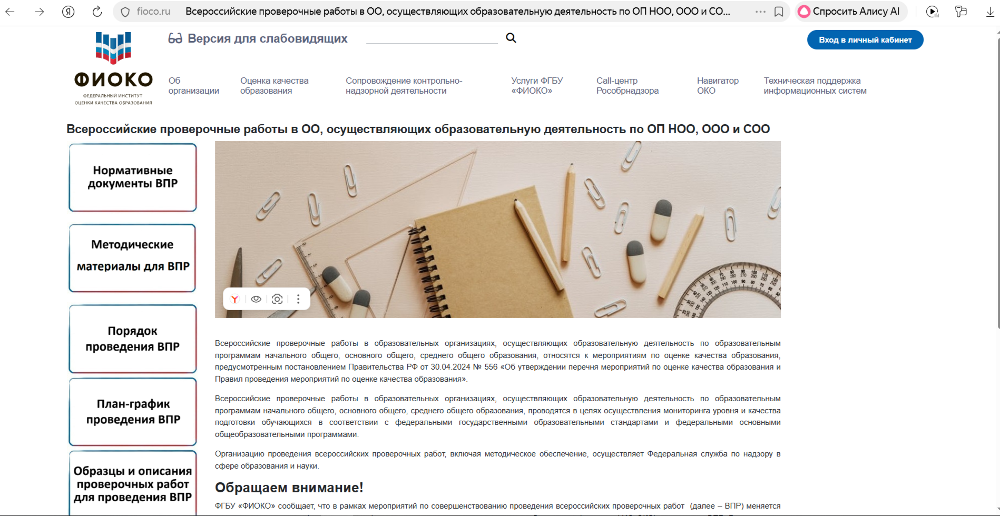 fioco.ru Всероссийские проверочные работы в ОО, осуществляющих образовательную деятельность по ОП НОО, ООО и СО...
Спросить Алису AI
Версия для слабовидящих
Вход в личный кабинет
ФИОКО
ФЕДЕРАЛЬНЫЙ ИНСТИТУТ
ОЦЕНКИ КАЧЕСТВА ОБРАЗОВАНИЯ
Об
организации
Оценка качества
образования
Сопровождение контрольно-
надзорной деятельности
Услуги ФГБУ
«ФИОКО»
Call-центр
Рособрнадзора
Навигатор
ОКО
Техническая поддержка
информационных систем
Всероссийские проверочные работы в ОО, осуществляющих образовательную деятельность по ОП НОО, ООО и СОО
Нормативные
документы ВПР
Методические
материалы для ВПР
Порядок
проведения ВПР
План-график
проведения ВПР
Образцы и описания
проверочных работ
для проведения ВПР
Всероссийские проверочные работы в образовательных организациях, осуществляющих образовательную деятельность по образовательным
программам начального общего, основного общего, среднего общего образования, относятся к мероприятиям по оценке качества образования,
предусмотренным постановлением Правительства РФ от 30.04.2024 № 556 «Об утверждении перечня мероприятий по оценке качества образования и
Правил проведения мероприятий по оценке качества образования».
Всероссийские проверочные работы в образовательных организациях, осуществляющих образовательную деятельность по образовательным
программам начального общего, основного общего, среднего общего образования, проводятся в целях осуществления мониторинга уровня и качества
подготовки обучающихся в соответствии с федеральными государственными образовательными стандартами и федеральными основными
общеобразовательными программами.
Организацию проведения всероссийских проверочных работ, включая методическое обеспечение, осуществляет Федеральная служба по надзору в
сфере образования и науки.
Обращаем внимание!
ФГБУ «ФИОКО» сообщает, что в рамках мероприятий по совершенствованию проведения всероссийских проверочных работ (далее – ВПР) меняется